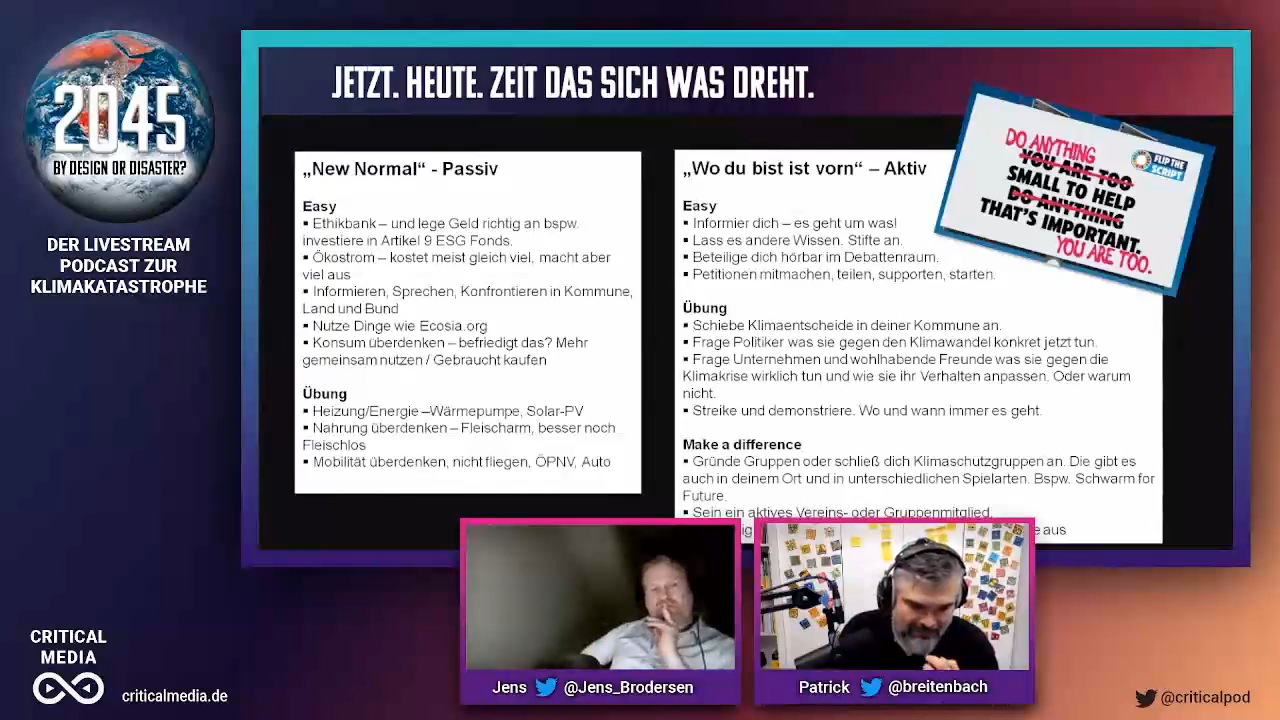 2045
BY DESIGN OR DISASTER?
DER LIVESTREAM
PODCAST ZUR
KLIMAKATASTROPHE
JETZT. HEUTE. ZEIT DAS SICH WAS DREHT.
„New Normal“ - Passiv
Easy
▪ Ethikbank – und lege Geld richtig an bspw.
investiere in Artikel 9 ESG Fonds.
▪ Ökostrom – kostet meist gleich viel, macht aber
viel aus
▪ Informieren, Sprechen, Konfrontieren in Kommune,
Land und Bund
▪ Nutze Dinge wie Ecosia.org
▪ Konsum überdenken – befriedigt das? Mehr
gemeinsam nutzen / Gebraucht kaufen
Übung
▪ Heizung/Energie –Wärmepumpe, Solar-PV
▪ Nahrung überdenken – Fleischarm, besser noch
Fleischlos
▪ Mobilität überdenken, nicht fliegen, ÖPNV, Auto
„Wo du bist ist vorn“ – Aktiv
Easy
▪ Informier dich – es geht um was!
▪ Lass es andere Wissen. Stifte an.
▪ Beteilige dich hörbar im Debattenraum.
▪ Petitionen mitmachen, teilen, supporten, starten.
Übung
▪ Schiebe Klimaentscheide in deiner Kommune an.
▪ Frage Politiker was sie gegen den Klimawandel konkret jetzt tun.
▪ Frage Unternehmen und wohlhabende Freunde was sie gegen die
Klimakrise wirklich tun und wie sie ihr Verhalten anpassen. Oder warum
nicht.
▪ Streike und demonstriere. Wo und wann immer es geht.
Make a difference
▪ Gründe Gruppen oder schließ dich Klimaschutzgruppen an. Die gibt es
auch in deinem Ort und in unterschiedlichen Spielarten. Bspw. Schwarm for
Future.
▪ Sein ein aktives Vereins- oder Gruppenmitglied.
aus
DO ANYTHING
YOU ARE TOO
SMALL TO HELP
DO ANYTHING
THAT'S IMPORTANT.
YOU ARE TOO.
FLIP THE
SCRIPT
Jens @Jens_Brodersen
Patrick @breitenbach
CRITICAL
MEDIA
criticalmedia.de
@criticalpod